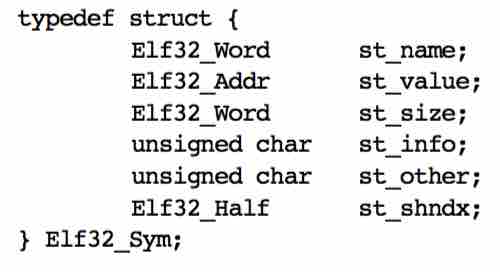 typedef struct {
Elf32_Word st_name;
Elf32_Addr st_value;
Elf32_Word st_size;
unsigned char st_info;
unsigned char st_other;
Elf32_Half st_shndx;
} Elf32_Sym;